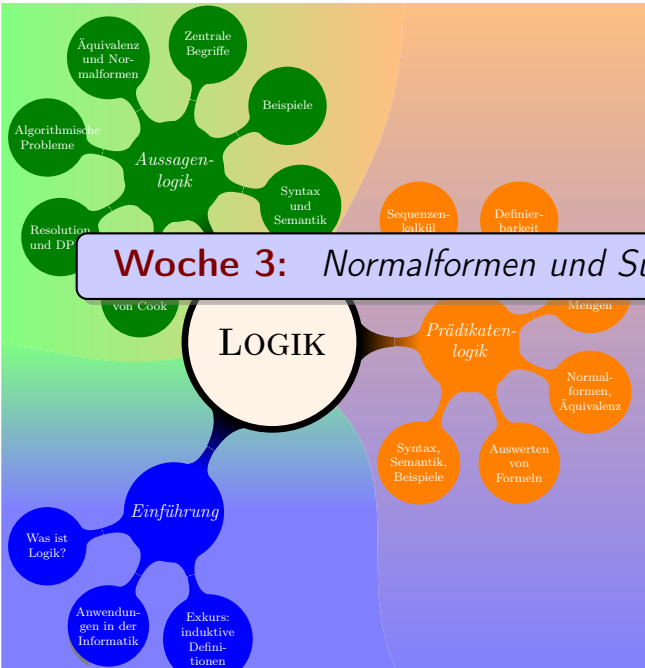 Zentrale
Begriffe
Äquivalenz
und Nor-
malformen
Beispiele
Algorithmische
Probleme
Aussagen-
logik
Syntax
und
Semantik
Resolution
und DP
von Cook
Sequenzen-
kalkül
Definier-
barkeit
Woche 3: Normalformen und
Mengen
LOGIK
Prädikaten-
logik
Normal-
formen,
Äquivalenz
Syntax,
Semantik,
Beispiele
Auswerten
von
Formeln
Einführung
Was ist
Logik?
Anwendun-
gen in der
Informatik
Exkurs:
induktive
Defini-
tionen